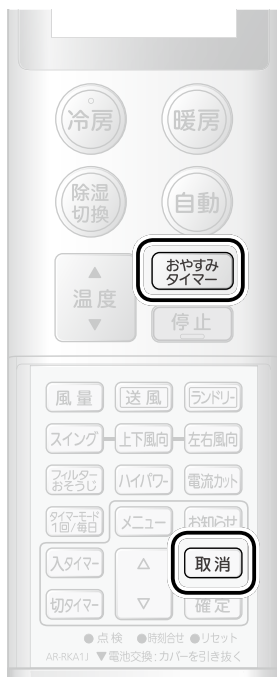 冷房
暖房
除湿
切換
自動
おやすみ
タイマー
温度
停止
風量
送風
ランドリー
スイング
上下風向
左右風向
フィルター
おそうじ
ハイパワー
電流カット
タイマーモード
1回/毎日
メニュー
お知らせ
入タイマー
取消
切タイマー
確定
●点検 ●時刻合せ ●リセット
AR-RKA1J ▼電池交換:カバーを引き抜く